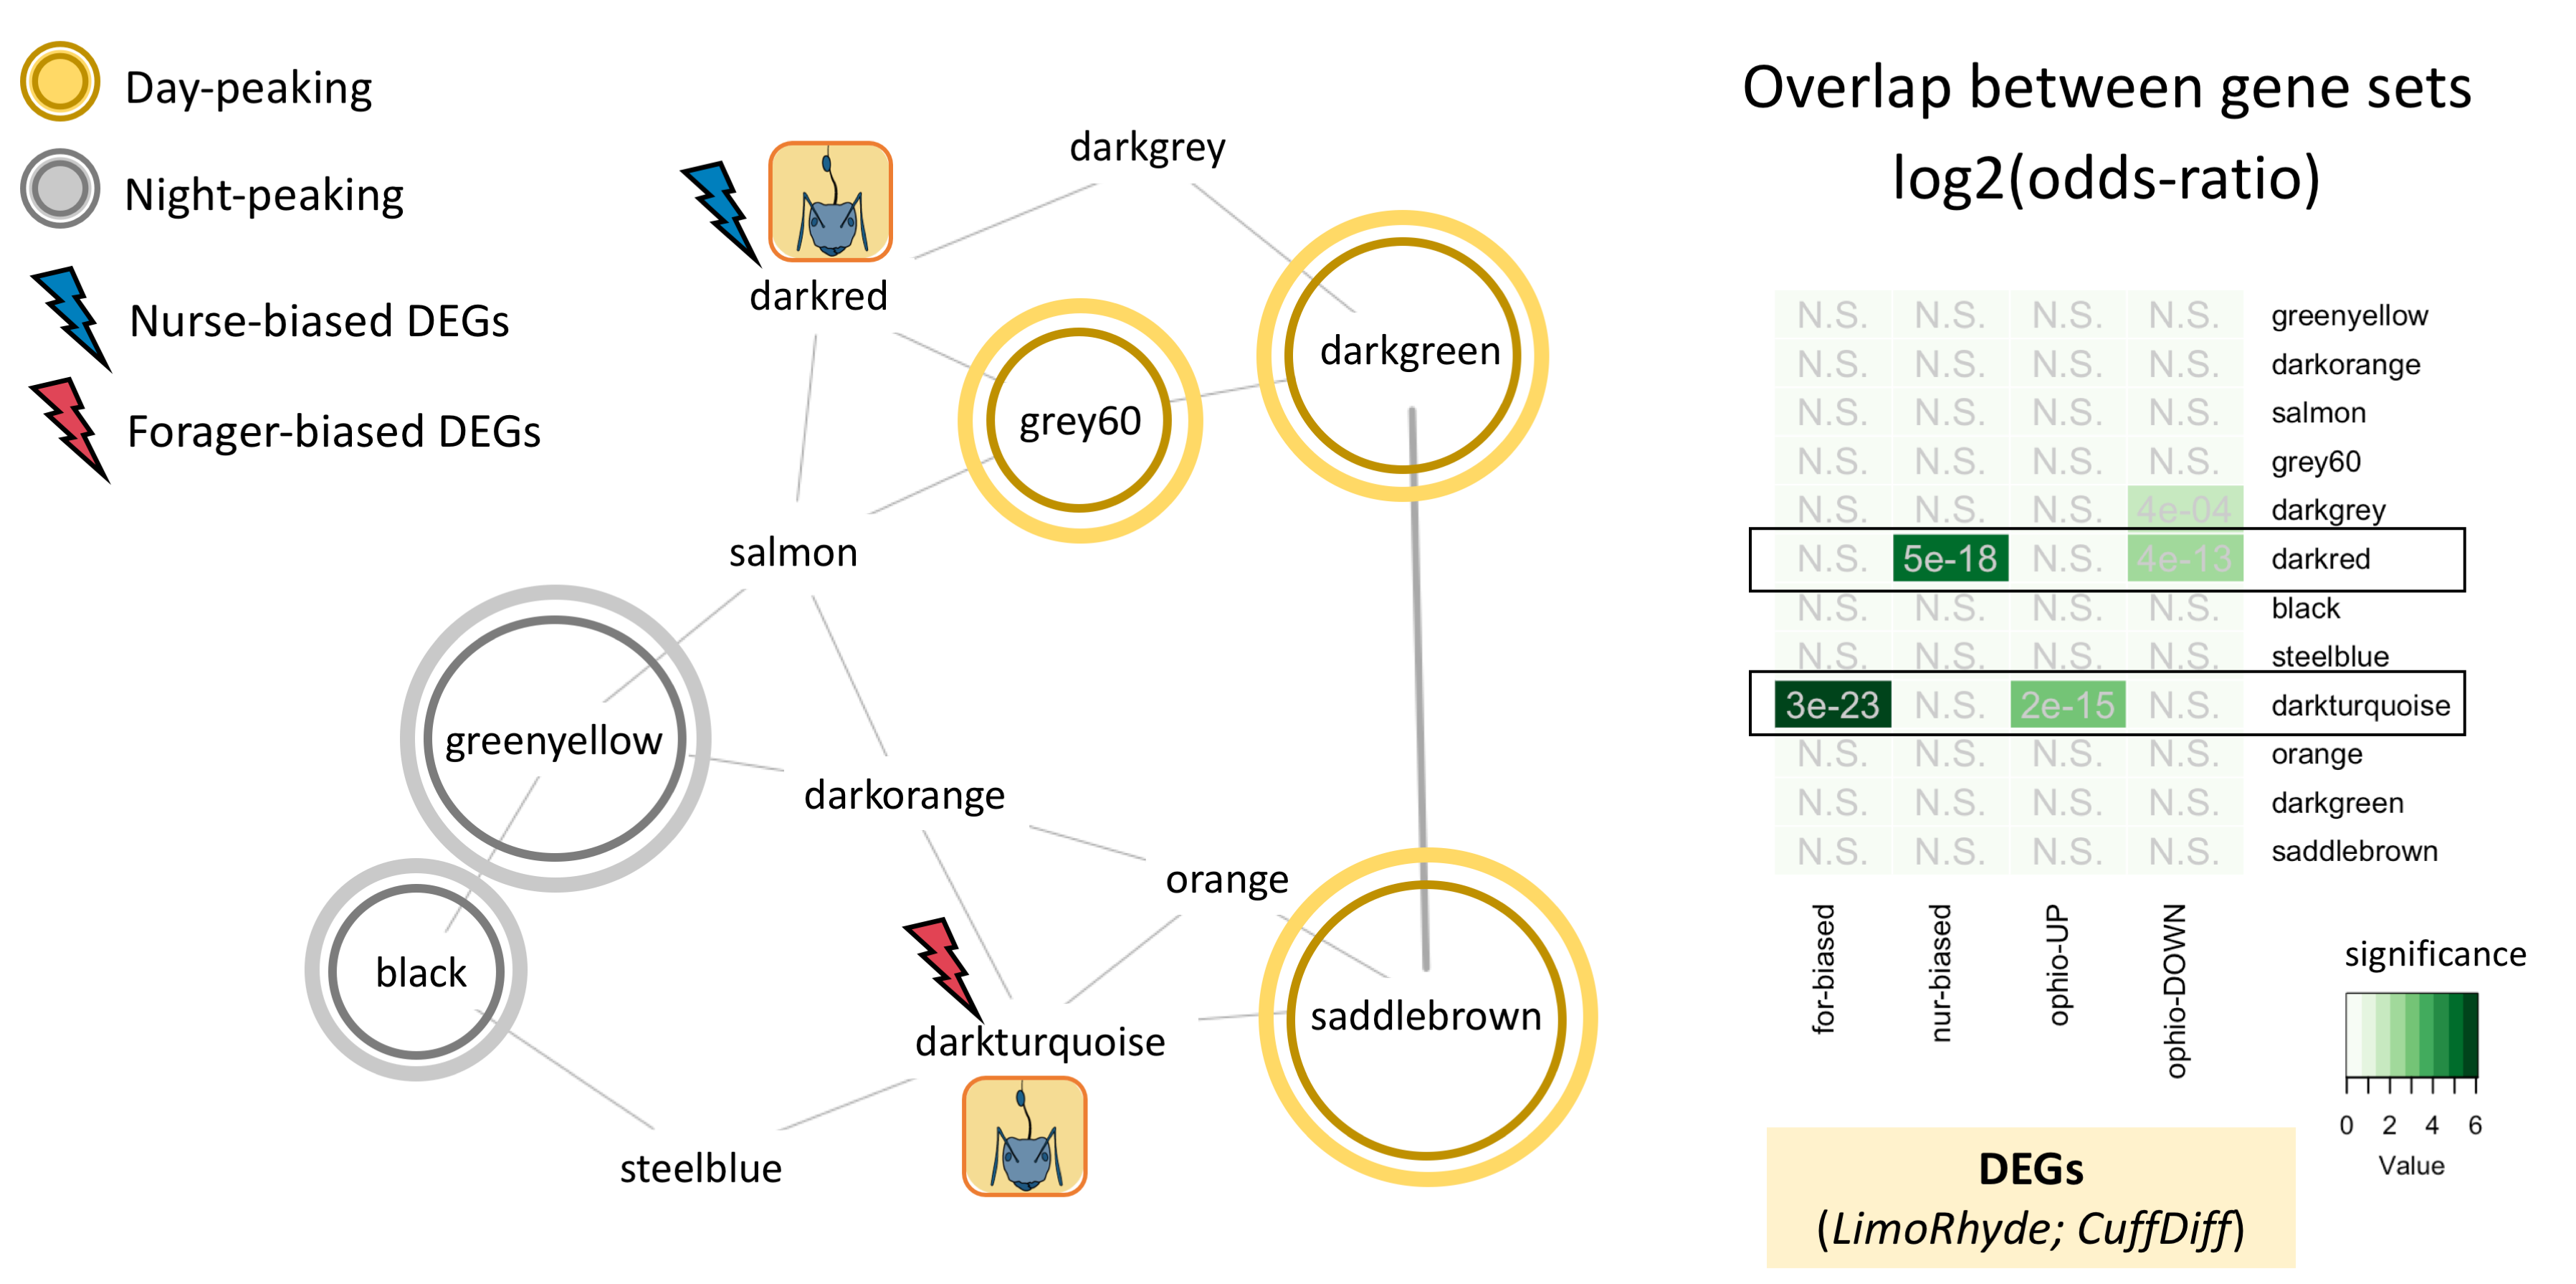 Day-peaking
Night-peaking
Nurse-biased DEGs
Forager-biased DEGs
darkgrey
darkred
darkgreen
grey60
salmon
greenyellow
darkorange
orange
black
saddlebrown
darkturquoise
steelblue
Overlap between gene sets
log2(odds-ratio)
N.S. N.S. N.S. N.S. greenyellow
N.S. N.S. N.S. N.S. darkorange
N.S. N.S. N.S. N.S. salmon
N.S. N.S. N.S. N.S. grey60
N.S. N.S. N.S. 4e-04 darkgrey
N.S. 5e-18 N.S. 4e-13 darkred
N.S. N.S. N.S. N.S. black
N.S. N.S. N.S. N.S. steelblue
3e-23 N.S. 2e-15 N.S. darkturquoise
N.S. N.S. N.S. N.S. orange
N.S. N.S. N.S. N.S. darkgreen
N.S. N.S. N.S. N.S. saddlebrown
for-biased
nur-biased
ophio-UP
ophio-DOWN
significance
0 2 4 6
Value
DEGs
(LimoRhyde; CuffDiff)